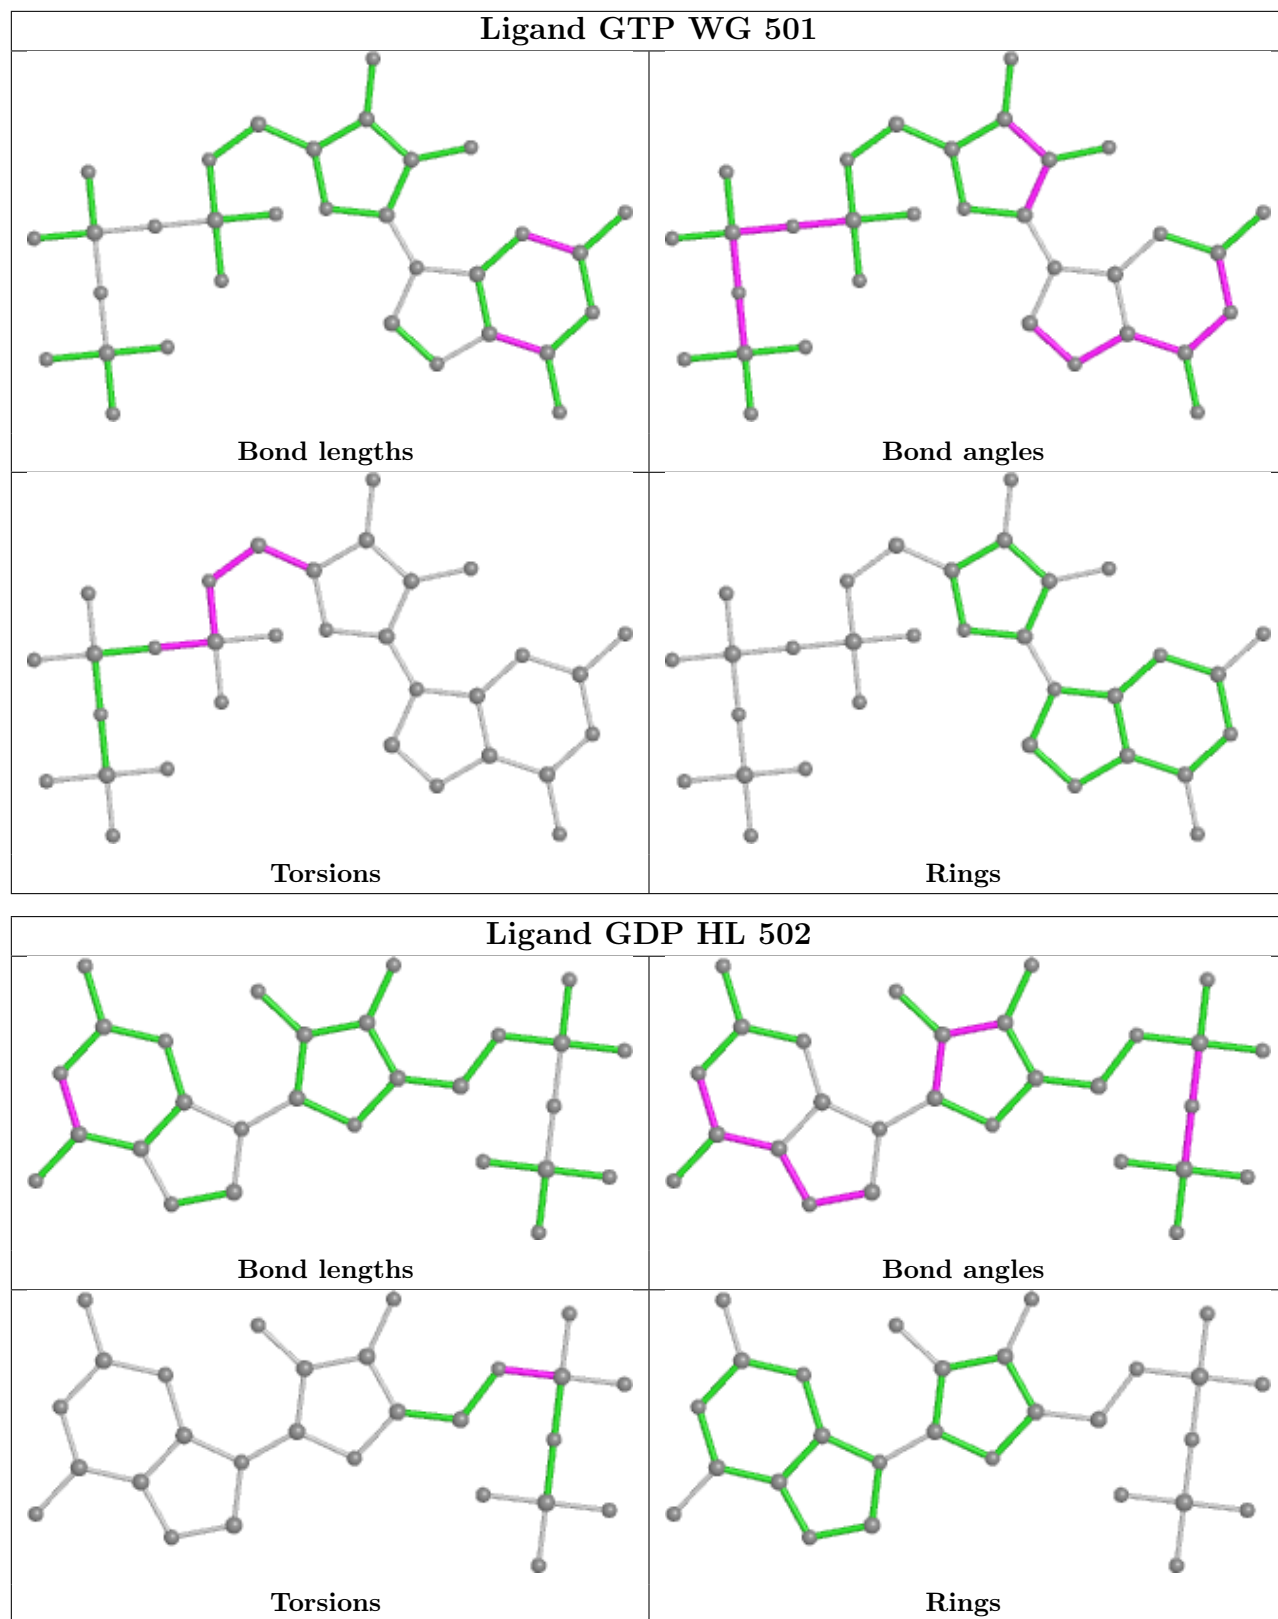 Ligand GTP WG 501
Bond lengths
Bond angles
Torsions
Rings
Ligand GDP HL 502
Bond lengths
Bond angles
Torsions
Rings